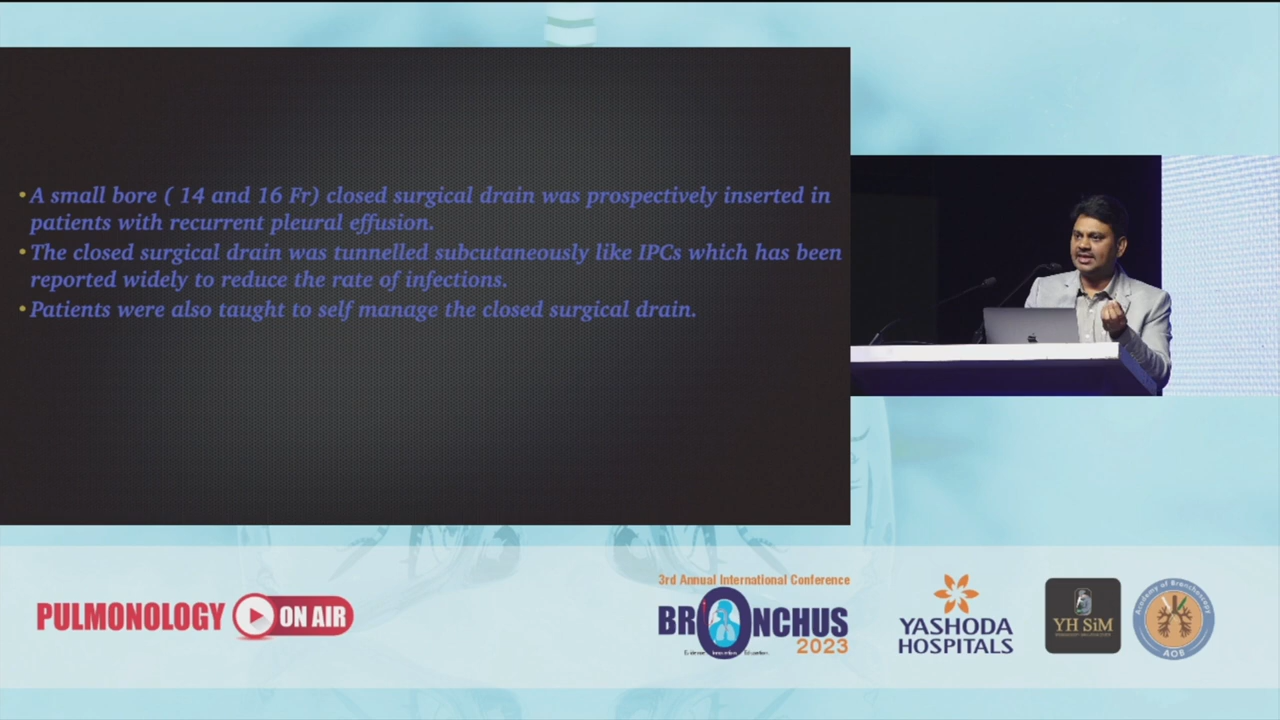 • A small bore ( 14 and 16 Fr) closed surgical drain was prospectively inserted in
patients with recurrent pleural effusion.
• The closed surgical drain was tunnelled subcutaneously like IPCs which has been
reported widely to reduce the rate of infections.
• Patients were also taught to self manage the closed surgical drain.
PULMONOLOGY ON AIR
3rd Annual International Conference
BRONCHUS
2023
YASHODA
HOSPITALS
YH SiM
Academy of Bronchoscopy
AOB